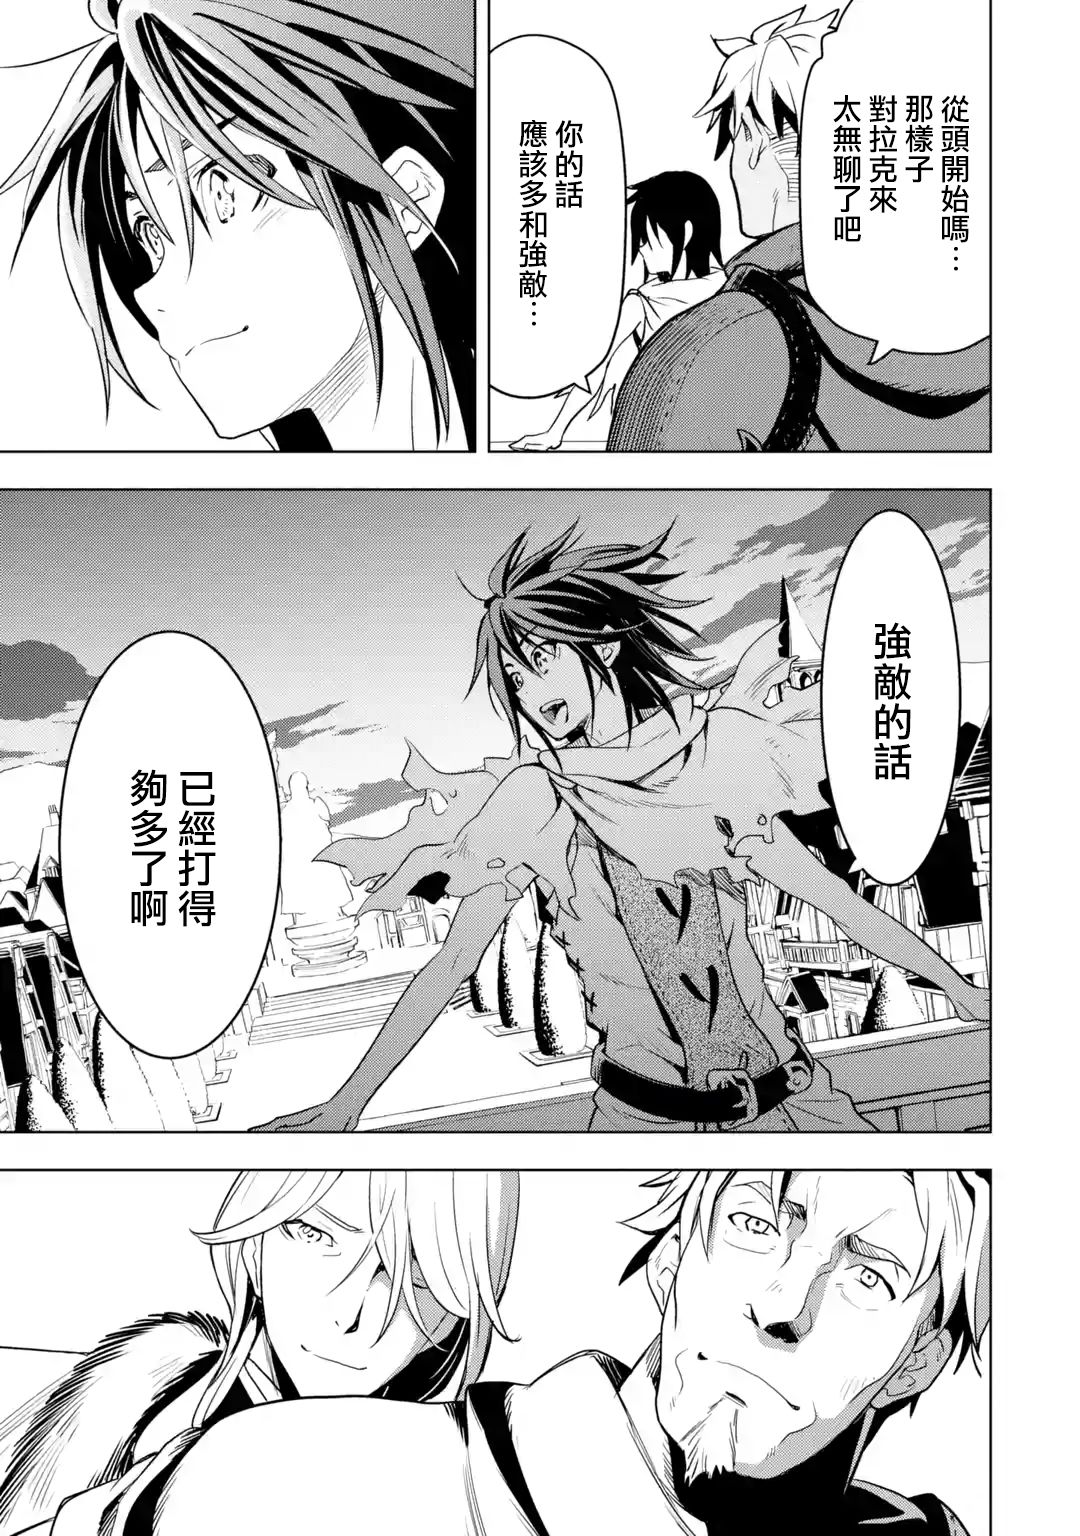 從頭開始嗎…
那樣子
對拉克來
太無聊了吧
你的話
應該多和強敵…
強敵的話
已經打得
夠多了啊